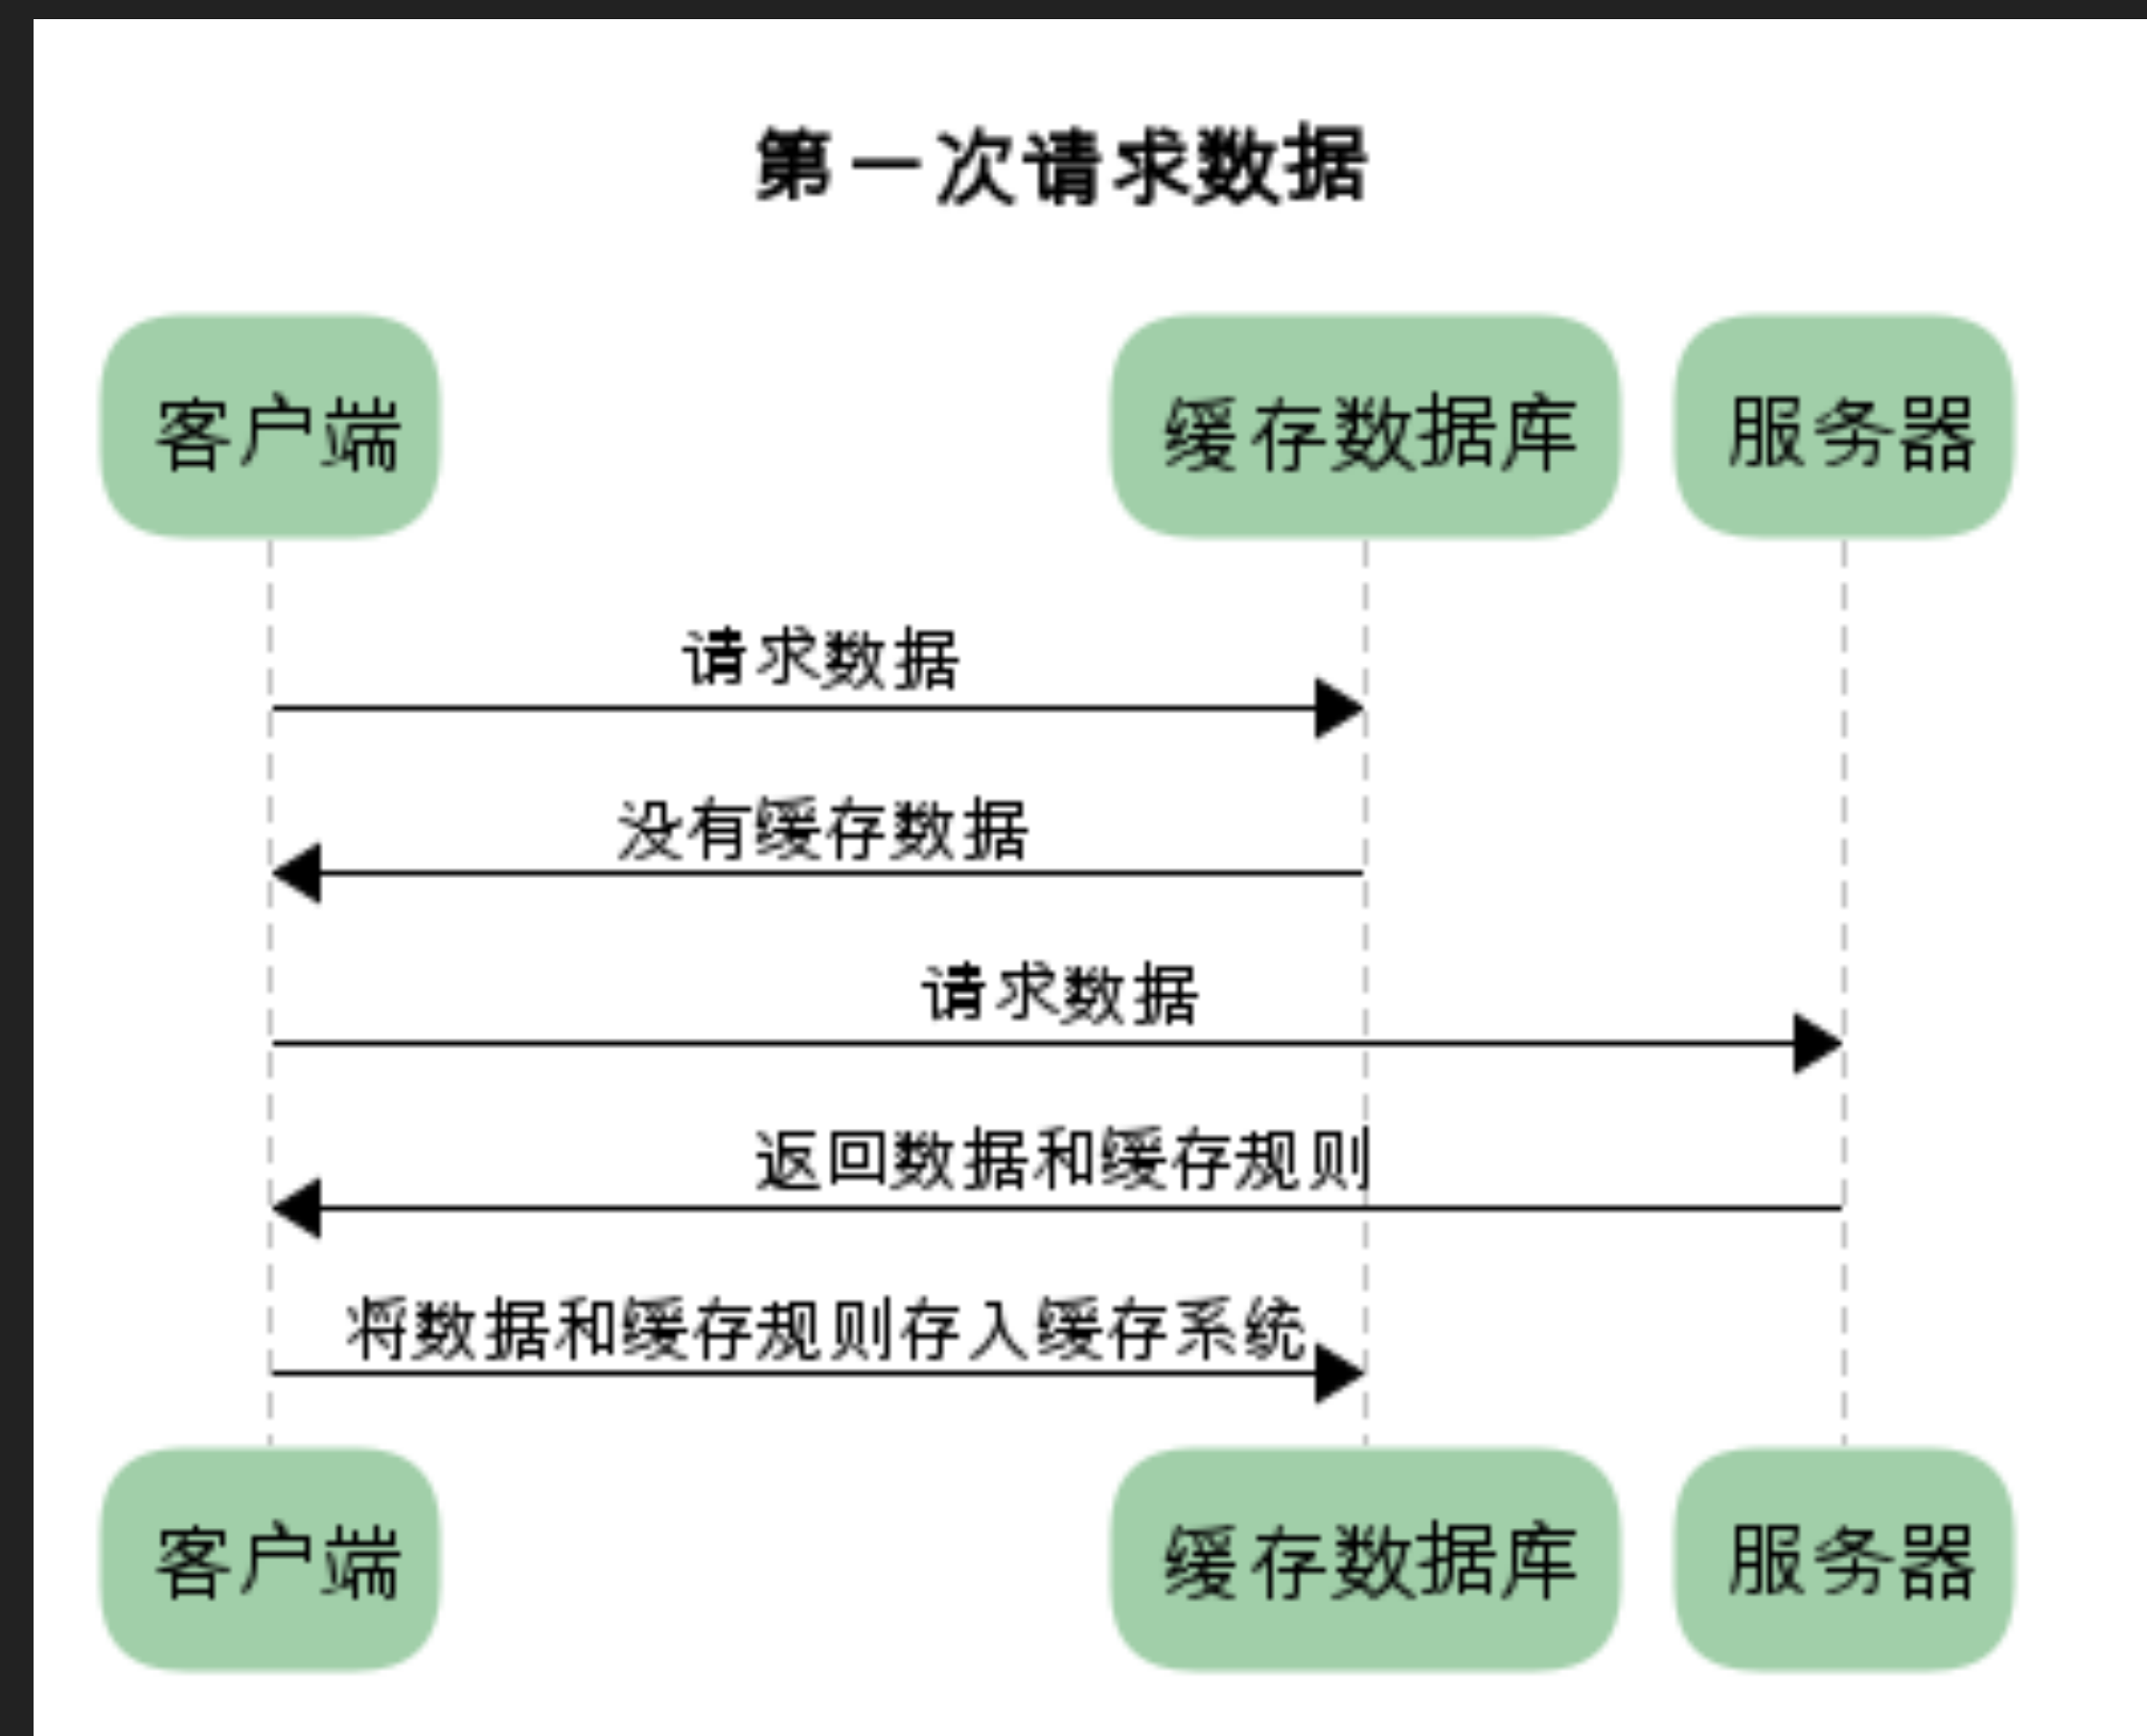 第一次请求数据
客户端
缓存数据库
服务器
请求数据
没有缓存数据
请求数据
返回数据和缓存规则
将数据和缓存规则存入缓存系统
客户端
缓存数据库
服务器